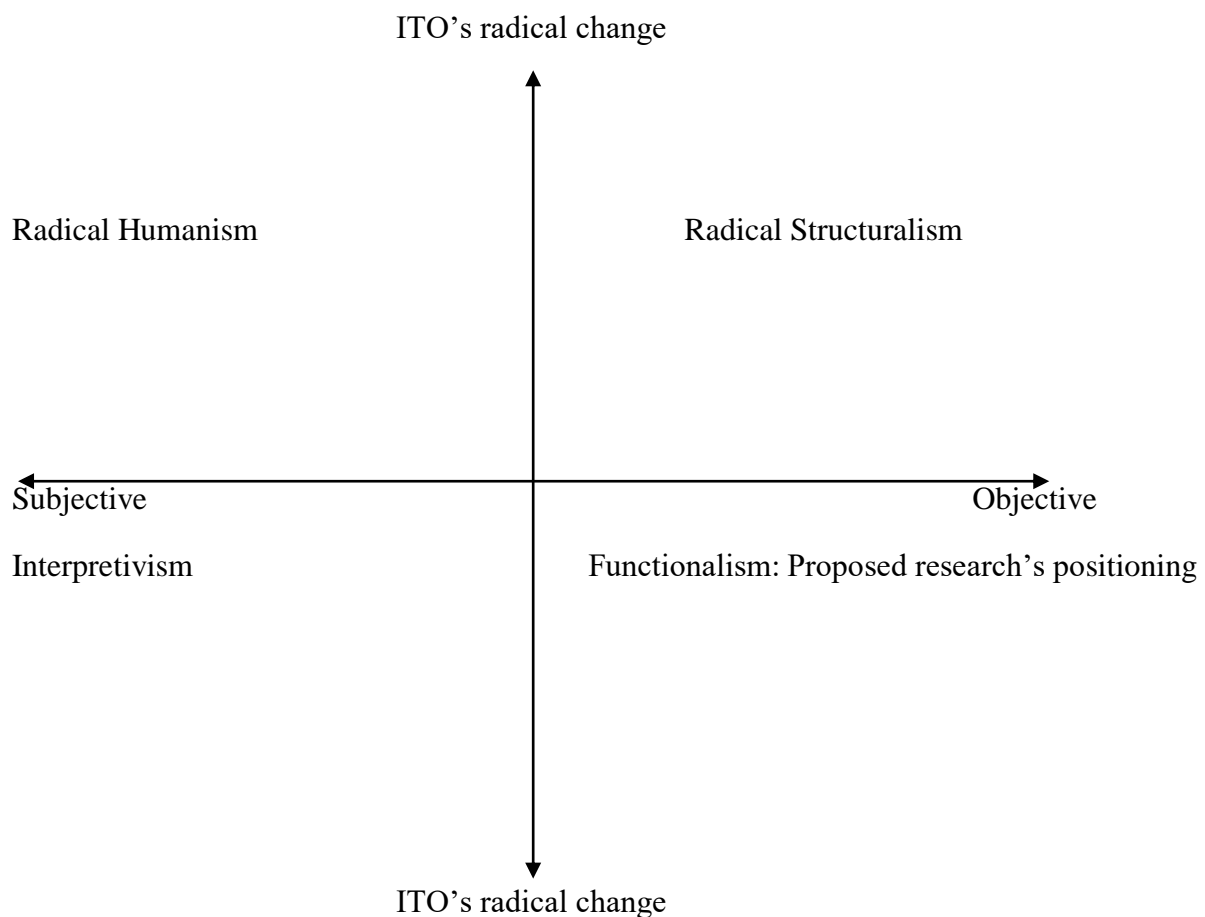 ITO’s radical change
Radical Humanism
Radical Structuralism
Subjective
Objective
Interpretivism
Functionalism: Proposed research’s positioning
ITO’s radical change